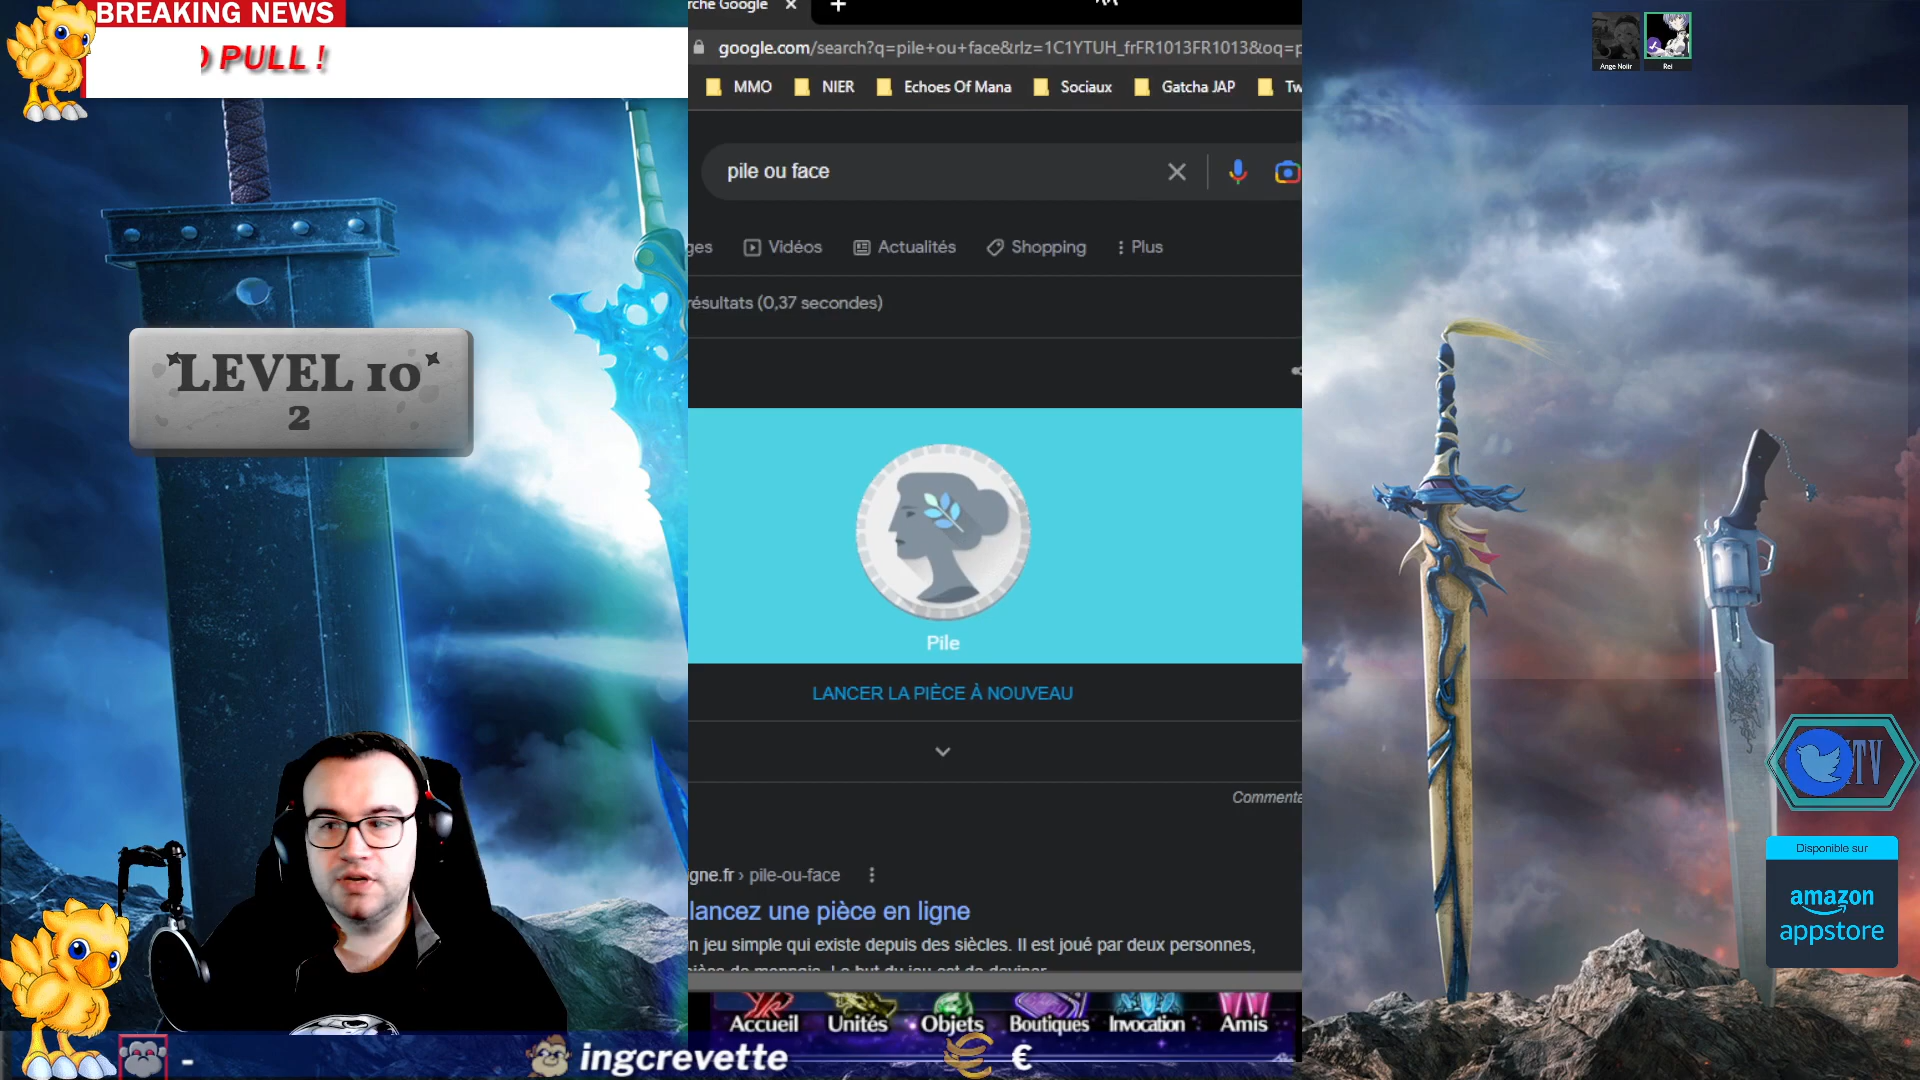 BREAKING NEWS
O PULL !
LEVEL 10
2
rche Google
google.com/search?q=pile+ou+face&rlz=1C1YTUH_frFR1013FR1013&oq=p
MMO
NIER
Echoes Of Mana
Sociaux
Gatcha JAP
Tw
pile ou face
ges
Vidéos
Actualités
Shopping
Plus
résultats (0,37 secondes)
Pile
LANCER LA PIÈCE À NOUVEAU
Commente
gne.fr › pile-ou-face
lancez une pièce en ligne
n jeu simple qui existe depuis des siècles. Il est joué par deux personnes,
Accueil
Unités
Objets
Boutiques
Invocation
Amis
-
ingcrevette
€
Ange Noiir
Rei
TV
Disponible sur
amazon
appstore